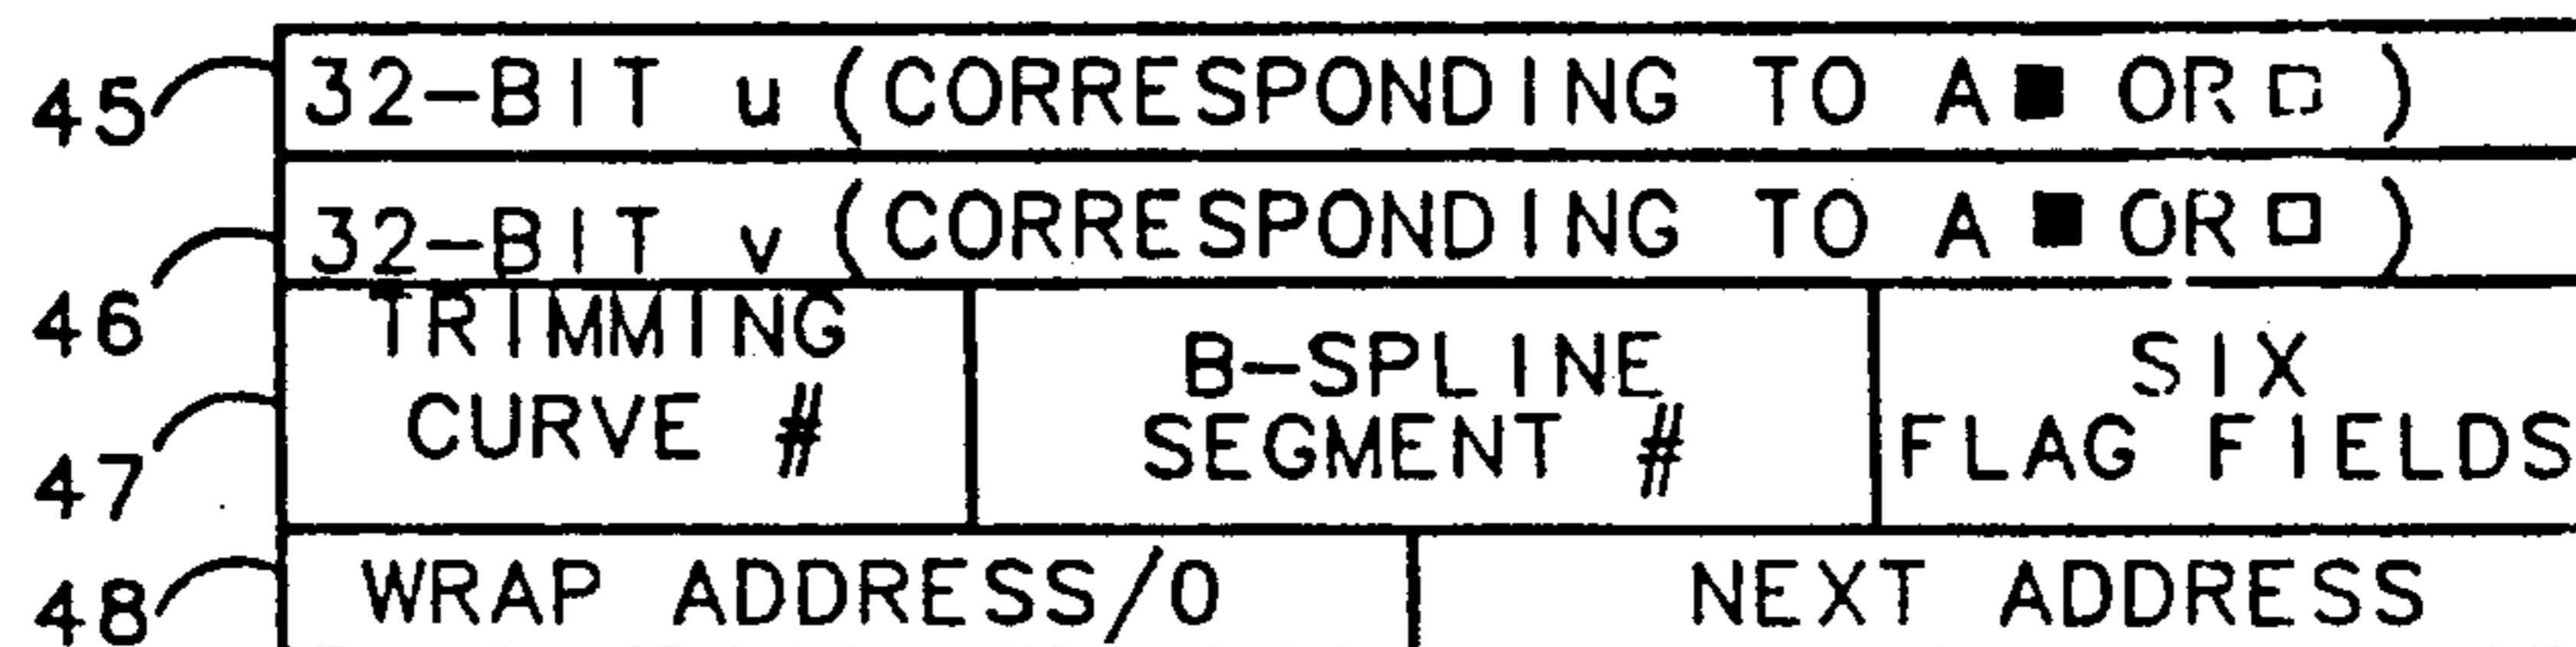 45 32-BIT u (CORRESPONDING TO A ■ OR □ )
46 32-BIT v (CORRESPONDING TO A ■ OR □ )
47 TRIMMING
CURVE #
B-SPLINE
SEGMENT #
SIX
FLAG FIELDS
48 WRAP ADDRESS/0 NEXT ADDRESS